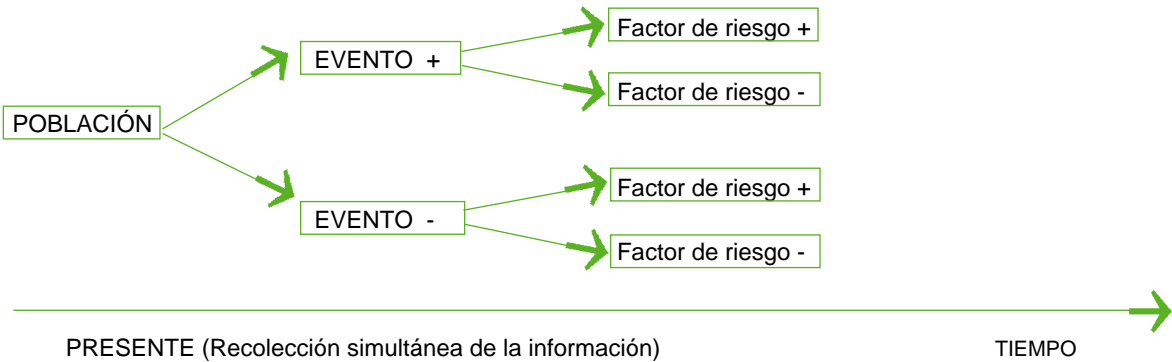 Factor de riesgo +
EVENTO +
Factor de riesgo -
POBLACIÓN
Factor de riesgo +
EVENTO -
Factor de riesgo -
PRESENTE (Recolección simultánea de la información)
TIEMPO